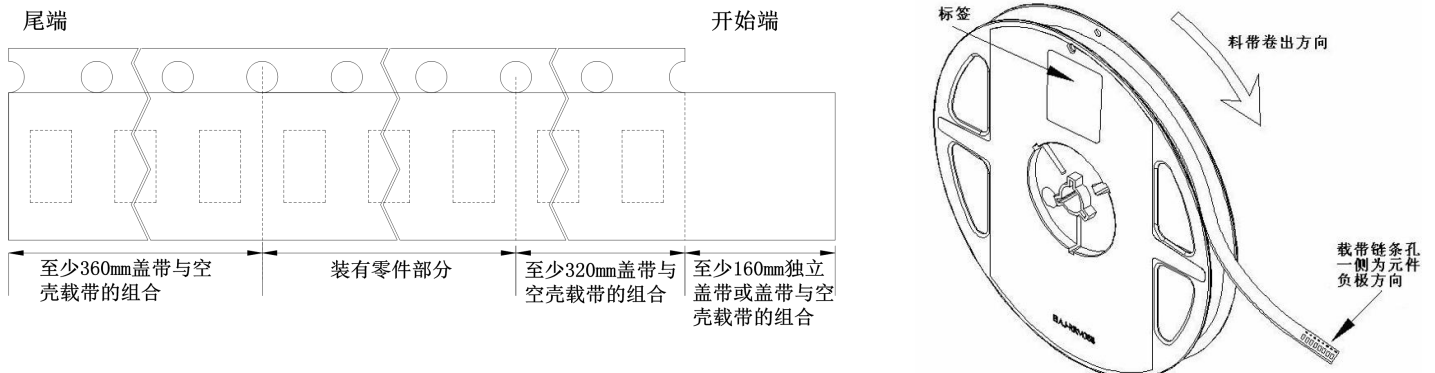 尾端
开始端
至少360mm盖带与空
壳载带的组合
装有零件部分
至少320mm盖带与
空壳载带的组合
至少160mm独立
盖带或盖带与空
壳载带的组合
标签
料带卷出方向
载带链条孔
一侧为元件
负极方向